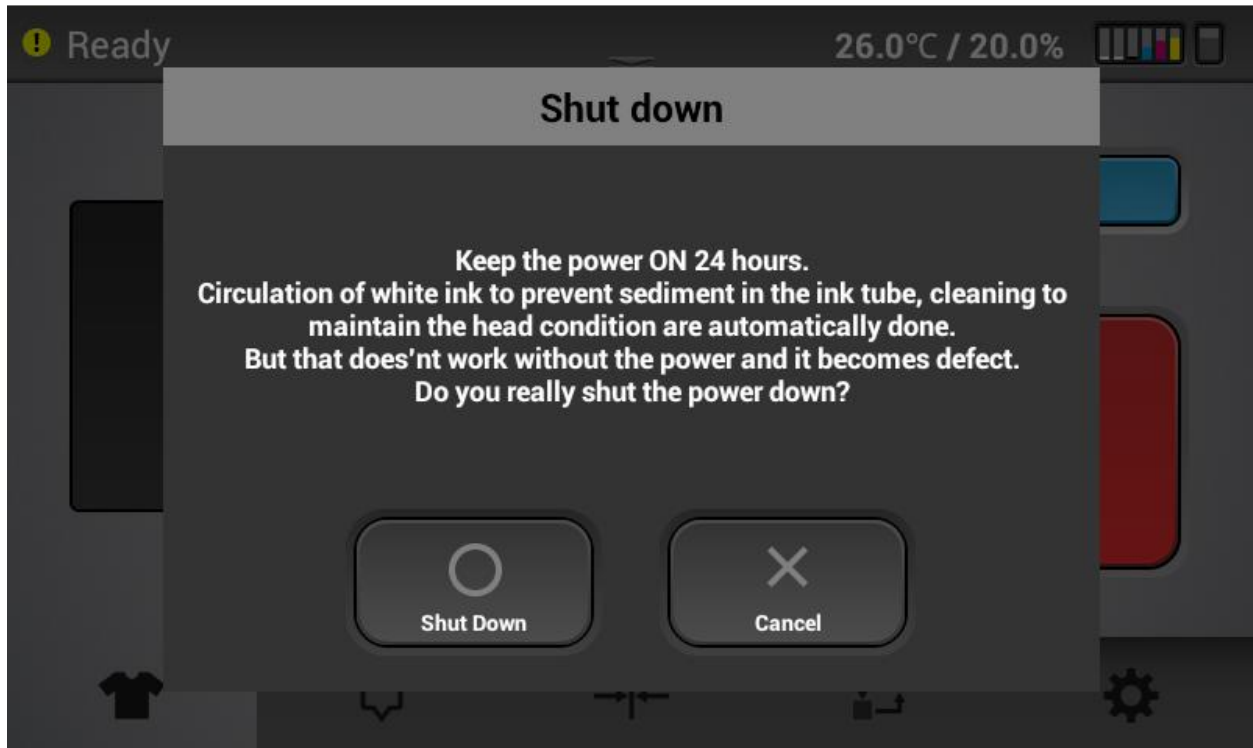 Ready
26.0°C / 20.0%
Shut down
Keep the power ON 24 hours.
Circulation of white ink to prevent sediment in the ink tube, cleaning to
maintain the head condition are automatically done.
But that does'nt work without the power and it becomes defect.
Do you really shut the power down?
Shut Down
Cancel